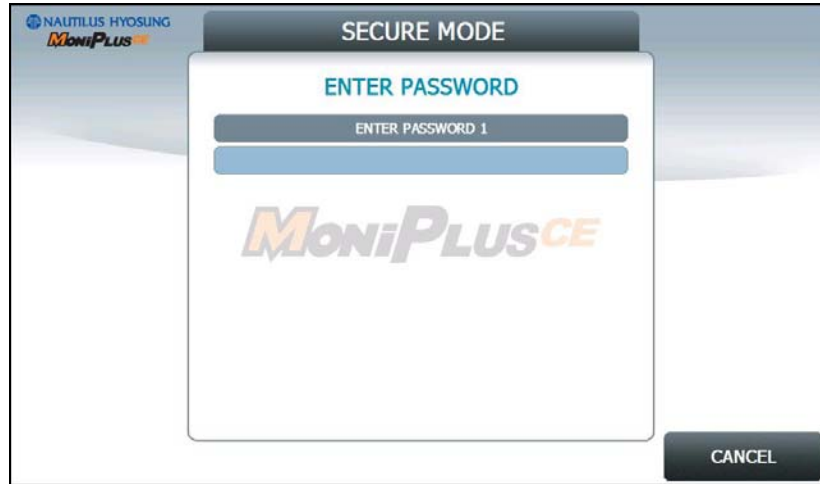 NAUTILUS HYOSUNG
MoniPlusCE
SECURE MODE
ENTER PASSWORD
ENTER PASSWORD 1
MoniPlusCE
CANCEL